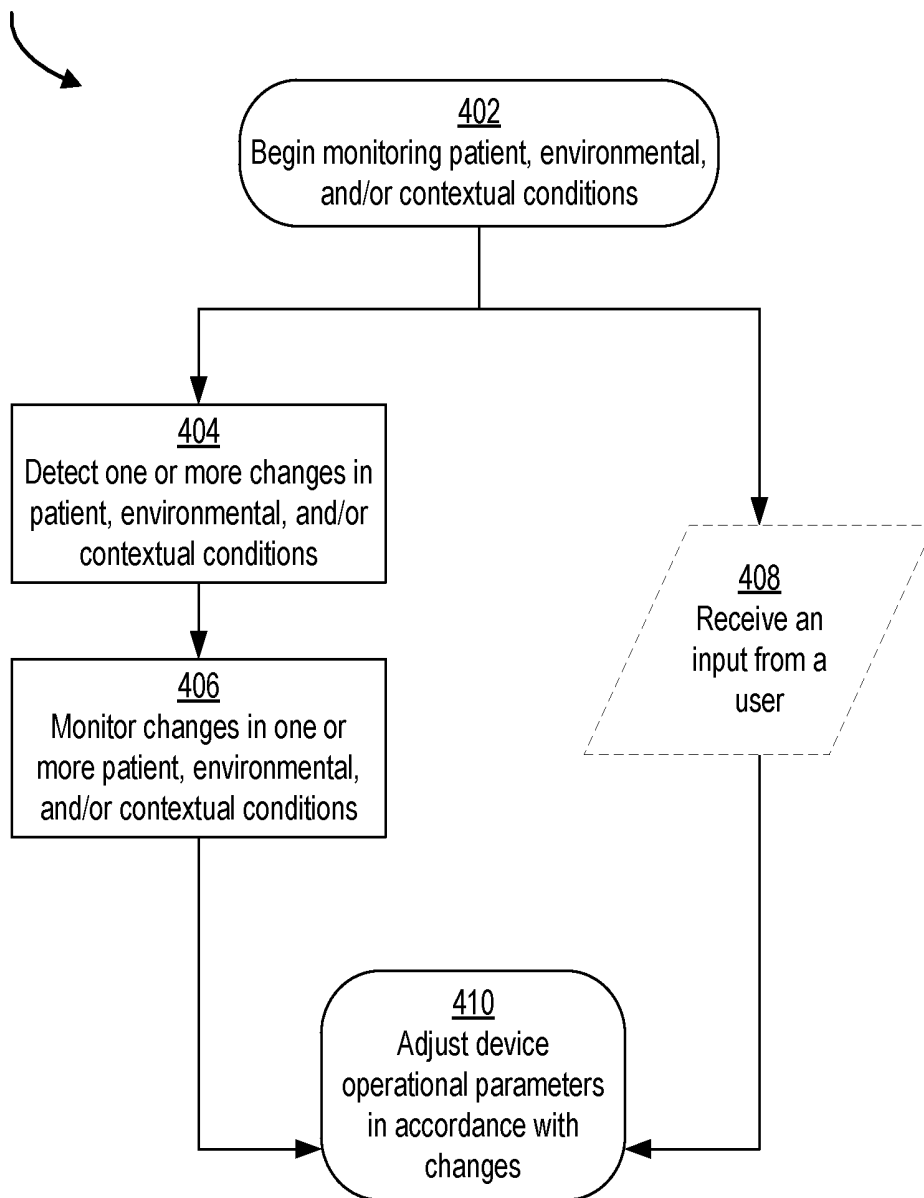 402
Begin monitoring patient, environmental,
and/or contextual conditions
404
Detect one or more changes in
patient, environmental, and/or
contextual conditions
406
Monitor changes in one or
more patient, environmental,
and/or contextual conditions
408
Receive an
input from a
user
410
Adjust device
operational parameters
in accordance with
changes